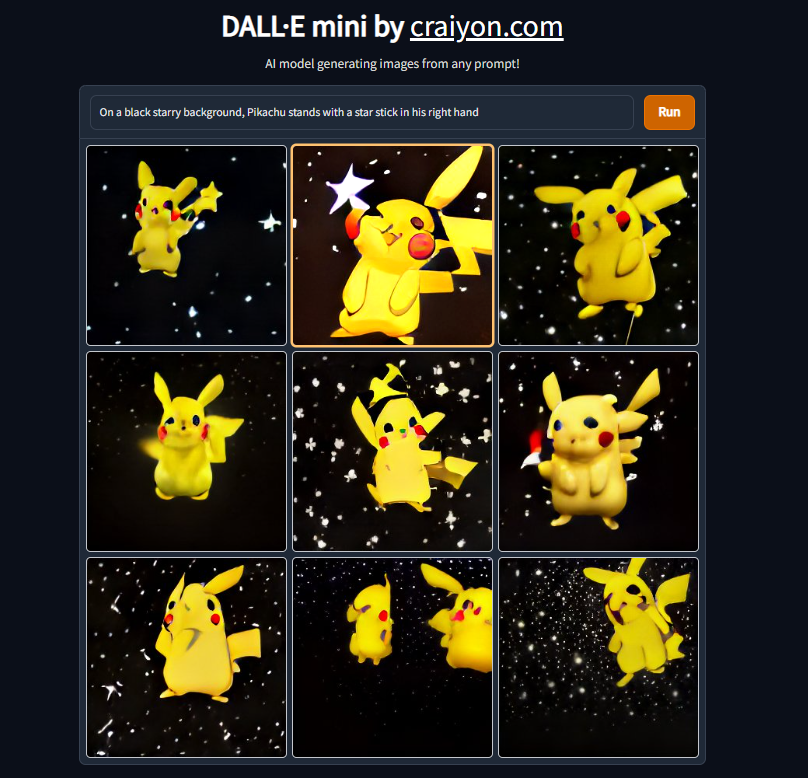 DALL·E mini by craiyon.com
AI model generating images from any prompt!
On a black starry background, Pikachu stands with a star stick in his right hand
Run